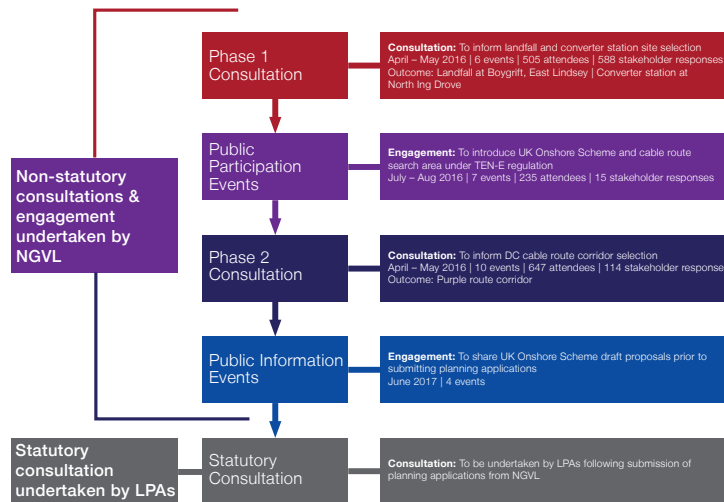 Phase 1
Consultation
Consultation: To inform landfall and converter station site selection
April – May 2016 | 6 events | 505 attendees | 588 stakeholder responses
Outcome: Landfall at Boygrift, East Lindsey | Converter station at
North Ing Drove
Non-statutory
consultations &
engagement
undertaken by
NGVL
Public
Participation
Events
Engagement: To introduce UK Onshore Scheme and cable route
search area under TEN-E regulation
July – Aug 2016 | 7 events | 235 attendees | 15 stakeholder responses
Phase 2
Consultation
Consultation: To inform DC cable route corridor selection
April – May 2016 | 10 events | 647 attendees | 114 stakeholder response
Outcome: Purple route corridor
Public Information
Events
Engagement: To share UK Onshore Scheme draft proposals prior to
submitting planning applications
June 2017 | 4 events
Statutory
consultation
undertaken by LPAs
Statutory
Consultation
Consultation: To be undertaken by LPAs following submission of
planning applications from NGVL